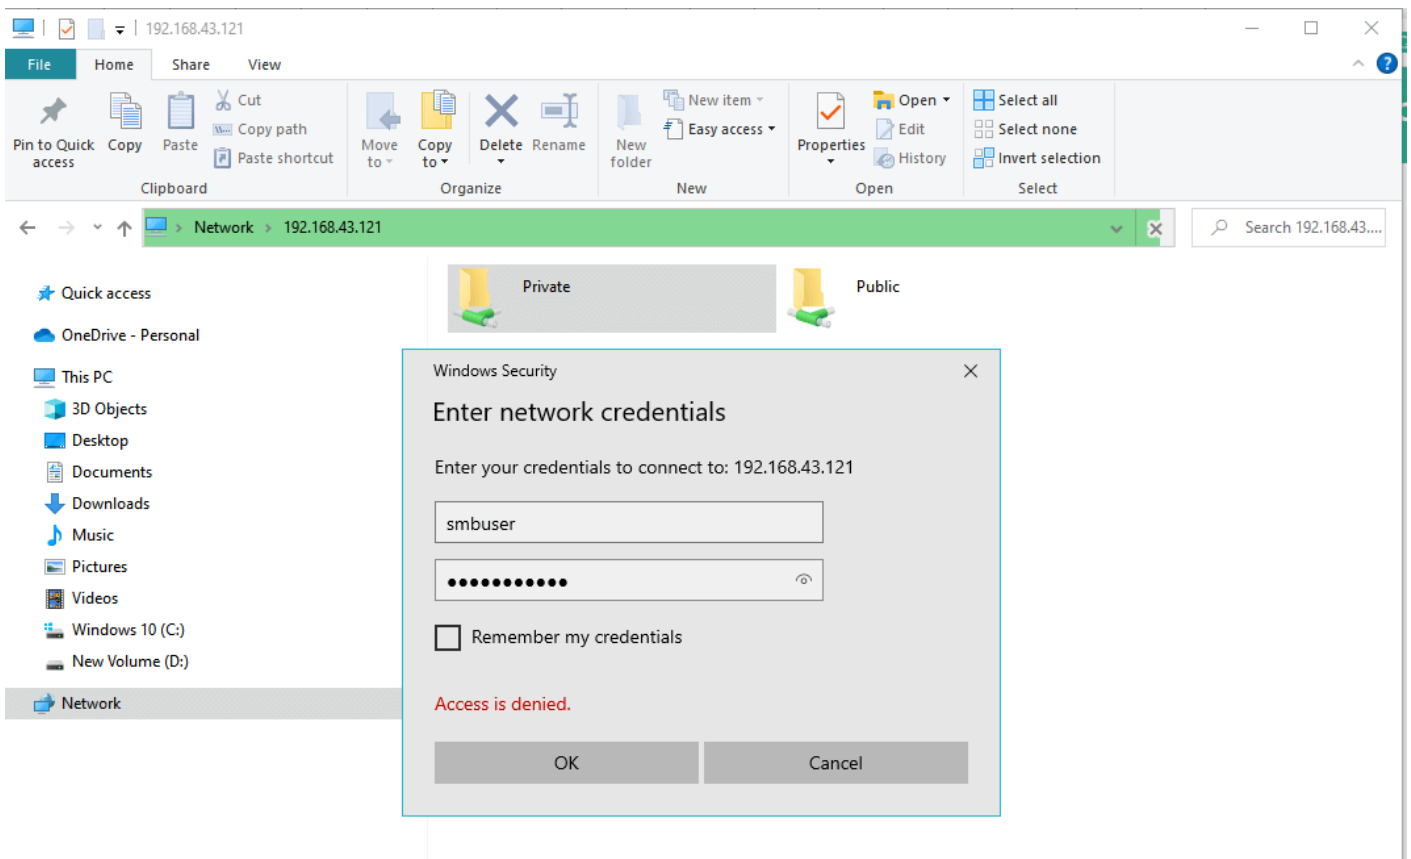 192.168.43.121
File Home Share View
Pin to Quick access
Copy
Paste
Cut
Copy path
Paste shortcut
Clipboard
Move to
Copy to
Delete
Rename
Organize
New folder
New item
Easy access
New
Properties
Open
Edit
History
Open
Select all
Select none
Invert selection
Select
Network > 192.168.43.121
Search 192.168.43....
Quick access
OneDrive - Personal
This PC
3D Objects
Desktop
Documents
Downloads
Music
Pictures
Videos
Windows 10 (C:)
New Volume (D:)
Network
Private
Public
Windows Security
Enter network credentials
Enter your credentials to connect to: 192.168.43.121
smbuser
Remember my credentials
Access is denied.
OK
Cancel